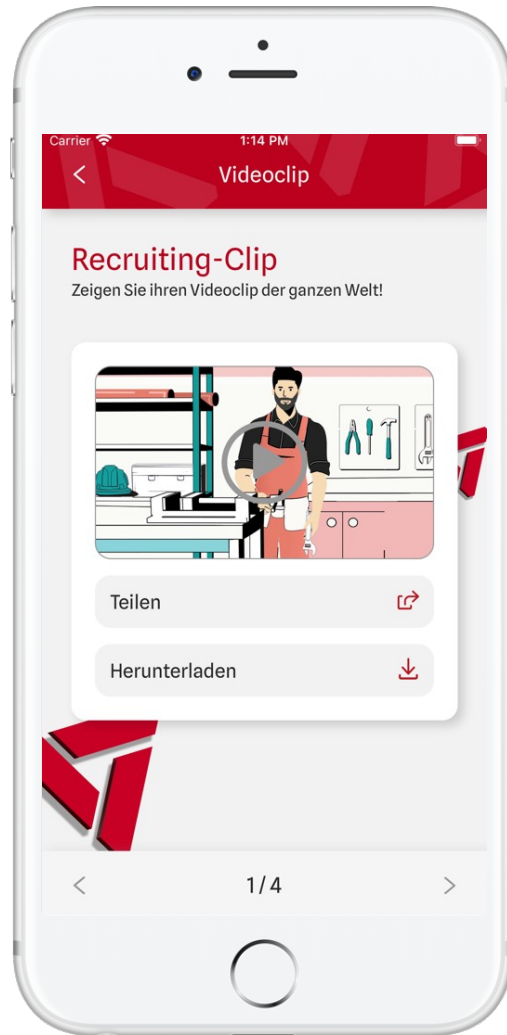 Carrier
1:14 PM
Videoclip
Recruiting-Clip
Zeigen Sie ihren Videoclip der ganzen Welt!
Teilen
Herunterladen
1/4